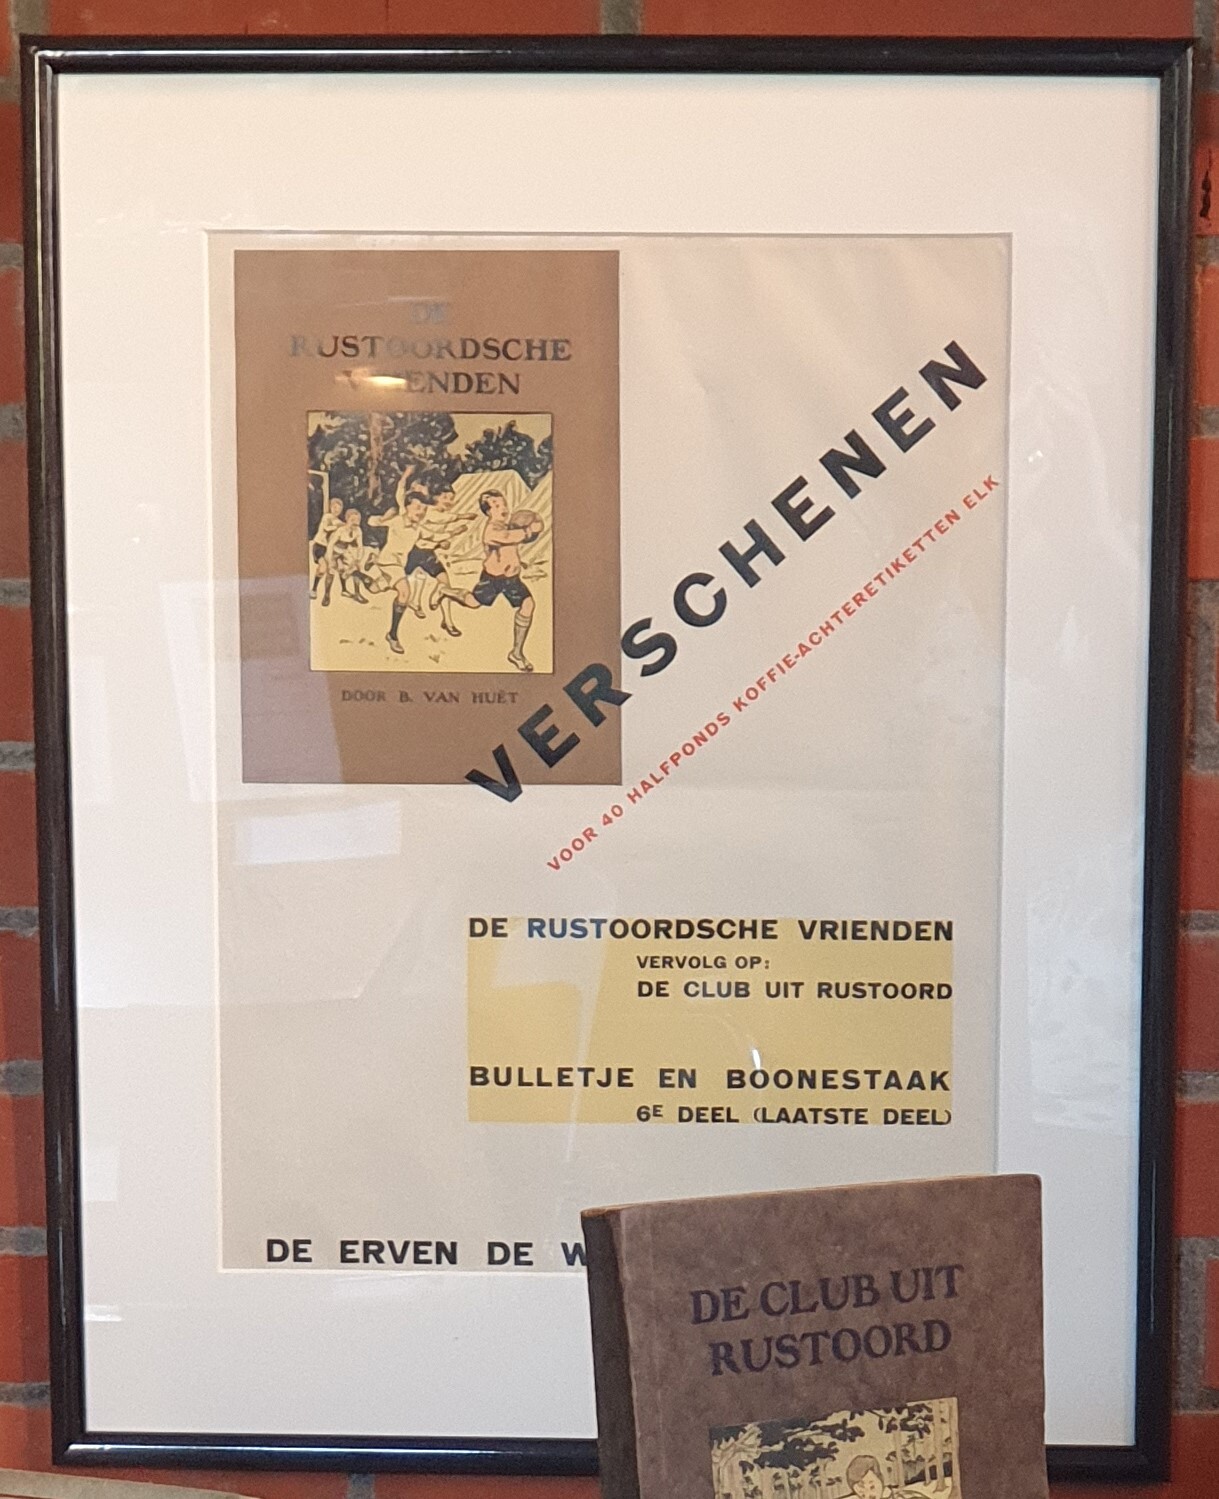 DE
RUSTOORDSCHE
VRIENDEN
DOOR B. VAN HUËT
VERSCHENEN
VOOR 40 HALFPONDS KOFFIE-ACHTERETIKETTEN ELK
DE RUSTOORDSCHE VRIENDEN
VERVOLG OP:
DE CLUB UIT RUSTOORD
BULLETJE EN BOONESTAAK
6E DEEL (LAATSTE DEEL)
DE ERVEN DE W
DE CLUB UIT
RUSTOORD